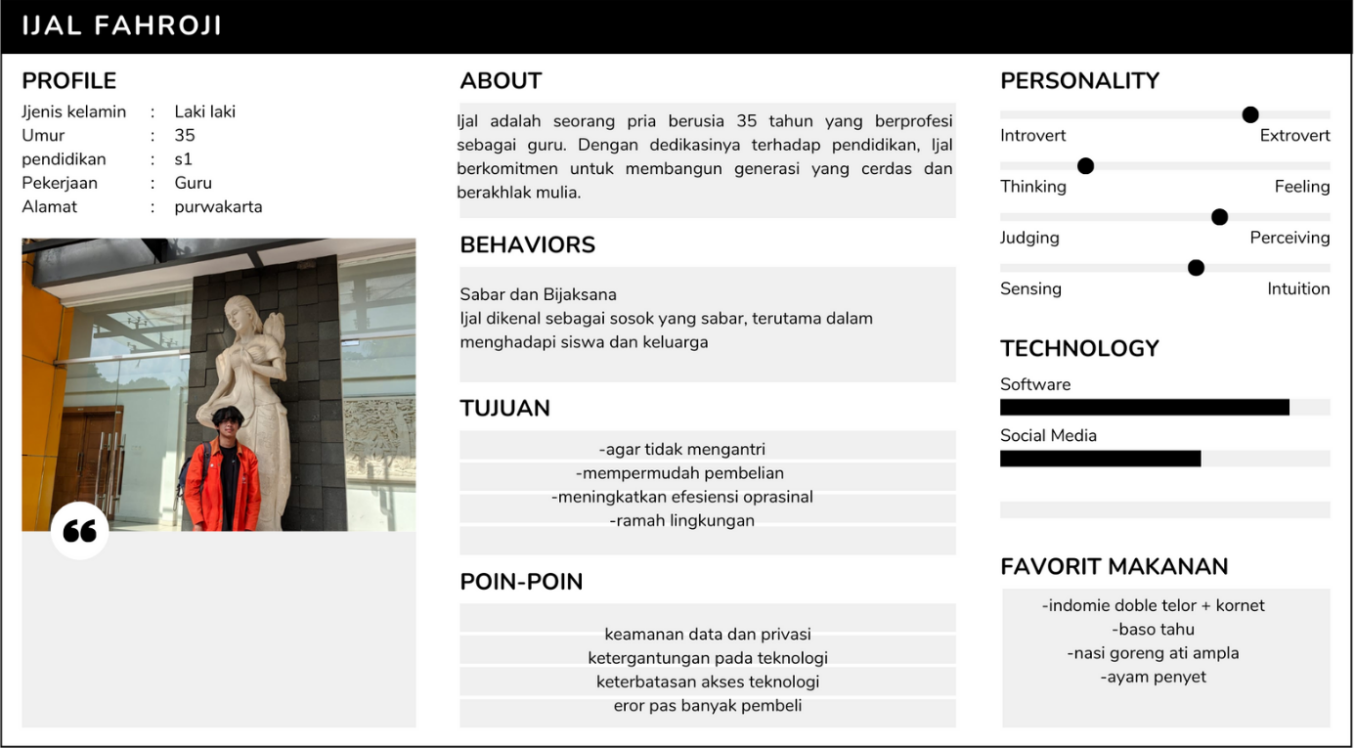 IJAL FAHROJI
PROFILE
Jjenis kelamin : Laki laki
Umur : 35
pendidikan : s1
Pekerjaan : Guru
Alamat : purwakarta
ABOUT
Ijal adalah seorang pria berusia 35 tahun yang berprofesi
sebagai guru. Dengan dedikasinya terhadap pendidikan, Ijal
berkomitmen untuk membangun generasi yang cerdas dan
berakhlak mulia.
BEHAVIORS
Sabar dan Bijaksana
Ijal dikenal sebagai sosok yang sabar, terutama dalam
menghadapi siswa dan keluarga
TUJUAN
-agar tidak mengantri
-mempermudah pembelian
-meningkatkan efesiensi oprasinal
-ramah lingkungan
POIN-POIN
keamanan data dan privasi
ketergantungan pada teknologi
keterbatasan akses teknologi
eror pas banyak pembeli
PERSONALITY
Introvert Extrovert
Thinking Feeling
Judging Perceiving
Sensing Intuition
TECHNOLOGY
Software
Social Media
FAVORIT MAKANAN
-indomie doble telor + kornet
-baso tahu
-nasi goreng ati ampla
-ayam penyet